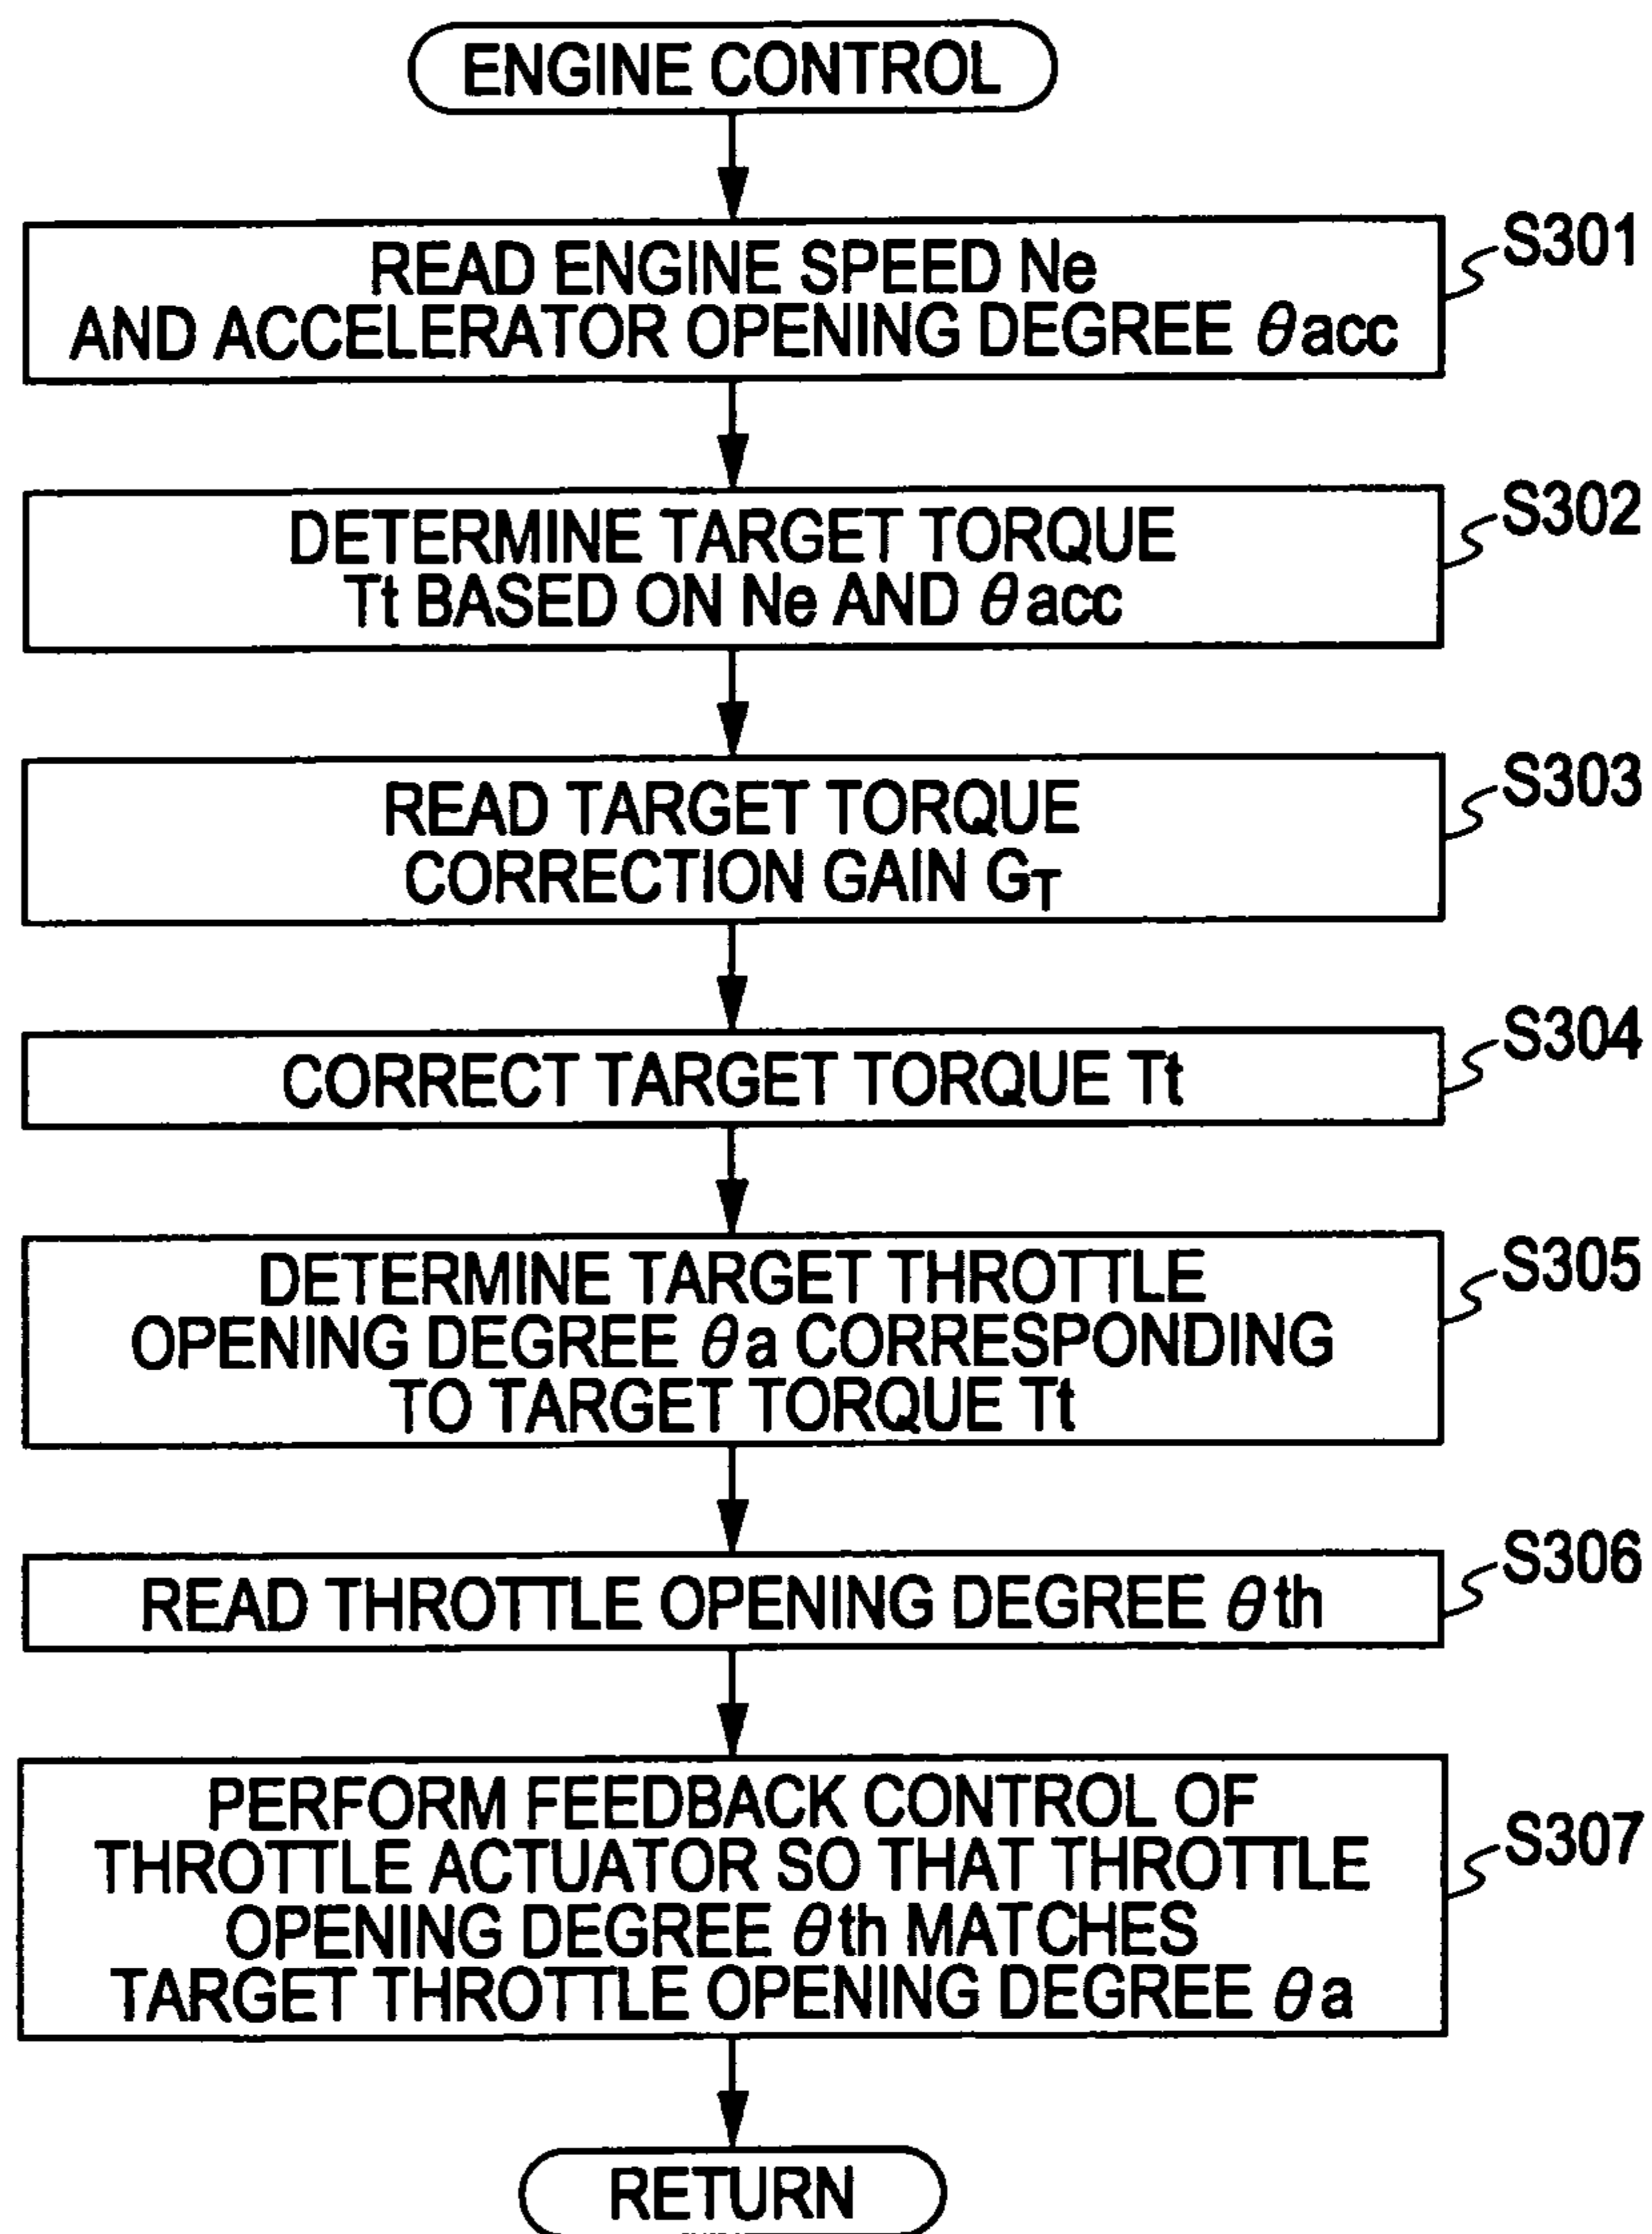 ENGINE CONTROL
READ ENGINE SPEED Ne
AND ACCELERATOR OPENING DEGREE θacc
S301
DETERMINE TARGET TORQUE
Tt BASED ON Ne AND θacc
S302
READ TARGET TORQUE
CORRECTION GAIN GT
S303
CORRECT TARGET TORQUE Tt
S304
DETERMINE TARGET THROTTLE
OPENING DEGREE θa CORRESPONDING
TO TARGET TORQUE Tt
S305
READ THROTTLE OPENING DEGREE θth
S306
PERFORM FEEDBACK CONTROL OF
THROTTLE ACTUATOR SO THAT THROTTLE
OPENING DEGREE θth MATCHES
TARGET THROTTLE OPENING DEGREE θa
S307
RETURN